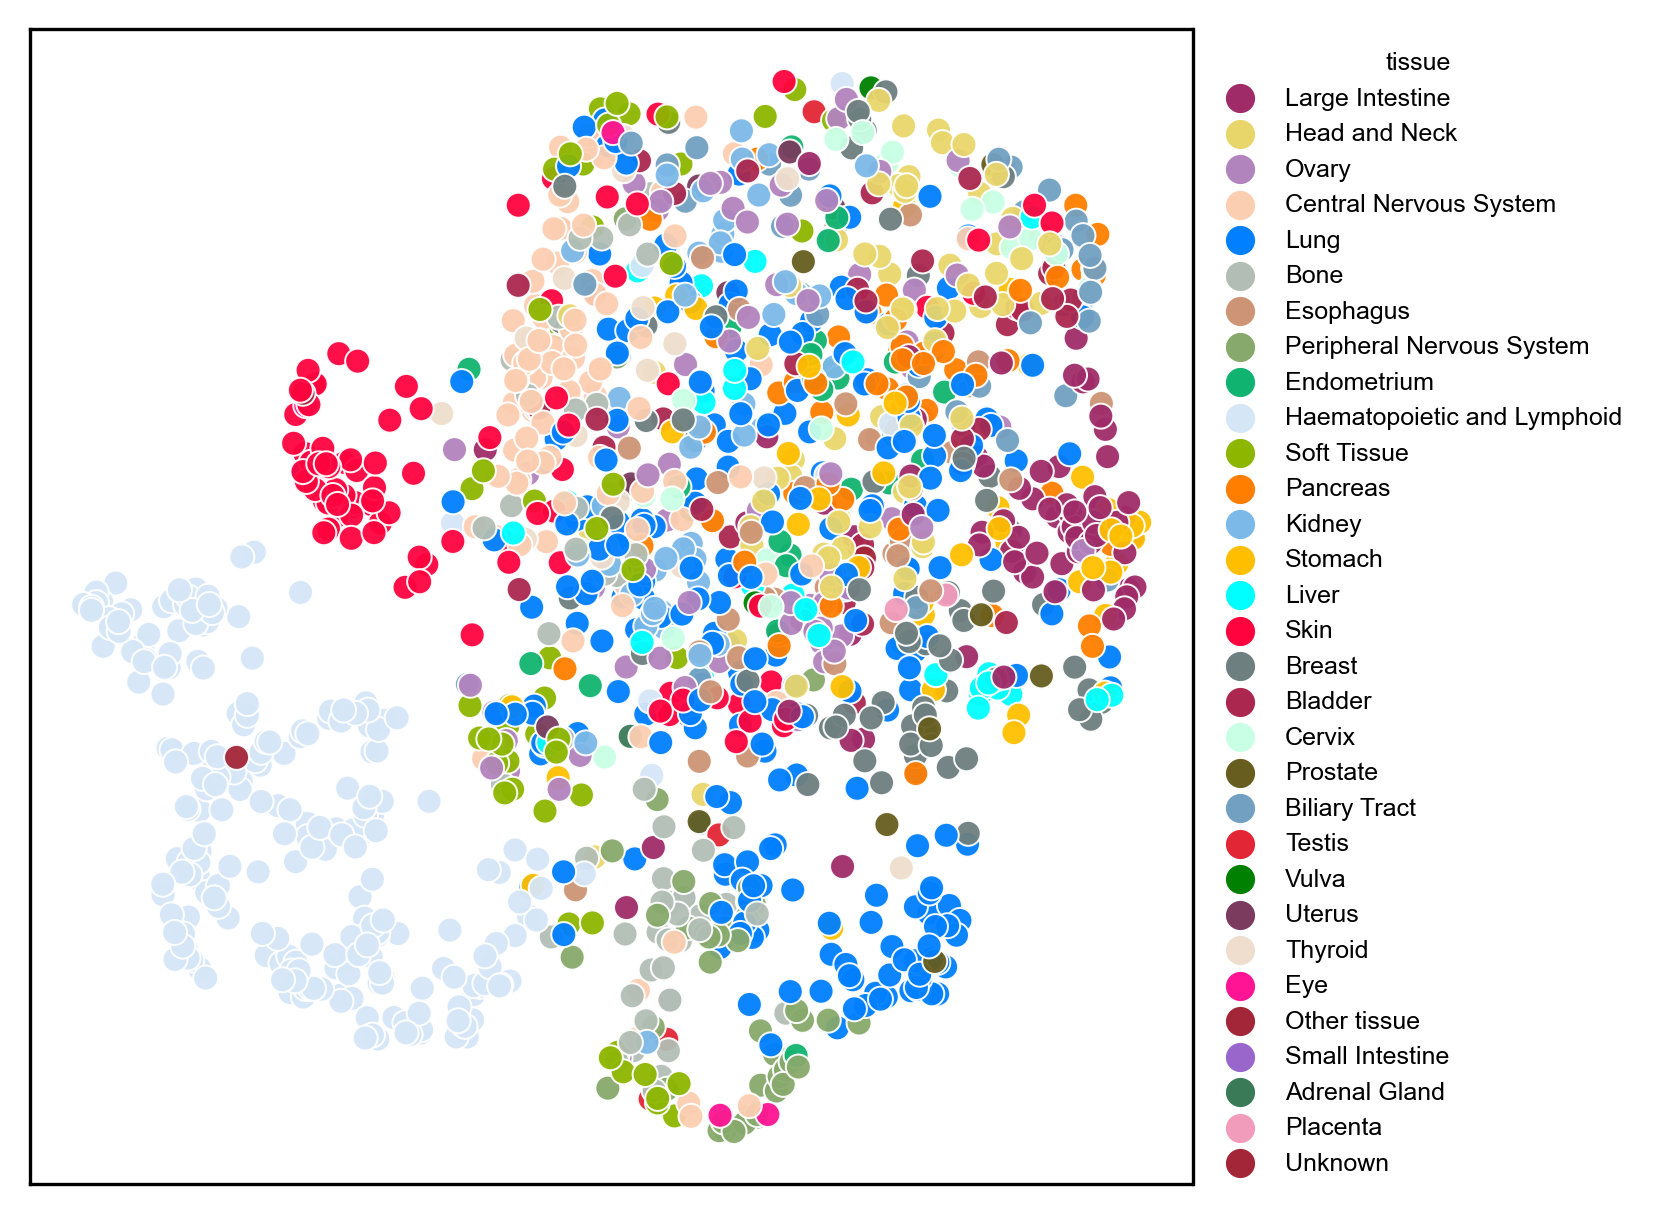 tissue
Large Intestine
Head and Neck
Ovary
Central Nervous System
Lung
Bone
Esophagus
Peripheral Nervous System
Endometrium
Haematopoietic and Lymphoid
Soft Tissue
Pancreas
Kidney
Stomach
Liver
Skin
Breast
Bladder
Cervix
Prostate
Biliary Tract
Testis
Vulva
Uterus
Thyroid
Eye
Other tissue
Small Intestine
Adrenal Gland
Placenta
Unknown